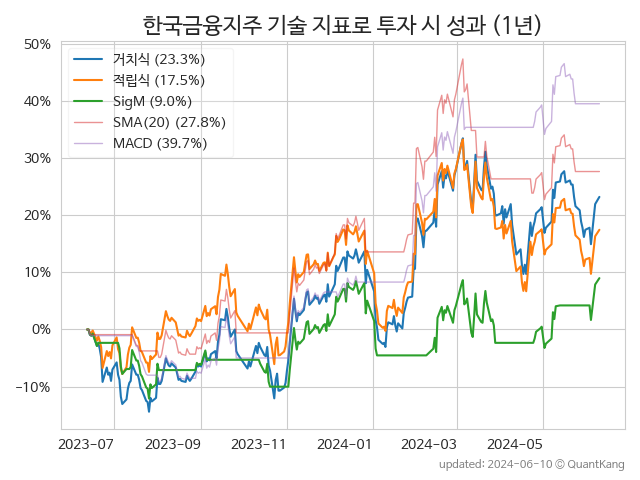 한국금융지주 기술 지표로 투자 시 성과 (1년)
50%
40%
30%
20%
10%
0%
−10%
거치식 (23.3%)
적립식 (17.5%)
SigM (9.0%)
SMA(20) (27.8%)
MACD (39.7%)
2023-07
2023-09
2023-11
2024-01
2024-03
2024-05
updated: 2024-06-10 © QuantKang